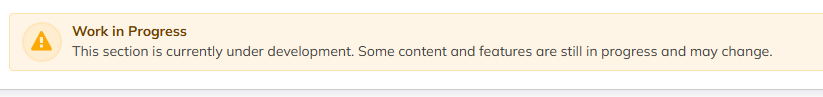 Work in Progress
This section is currently under development. Some content and features are still in progress and may change.